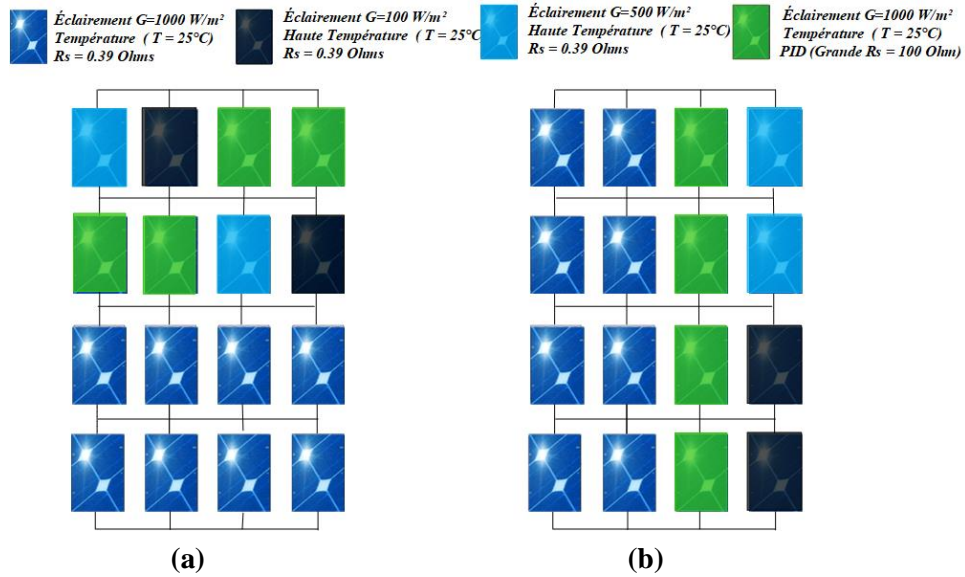 Éclairement G=1000 W/m²
Température ( T = 25°C)
Rs = 0.39 Ohms
Éclairement G=100 W/m²
Haute Température ( T = 25°C)
Rs = 0.39 Ohms
Éclairement G=500 W/m²
Haute Température ( T = 25°C)
Rs = 0.39 Ohms
Éclairement G=1000 W/m²
Température ( T = 25°C)
PID (Grande Rs = 100 Ohm)
(a)
(b)